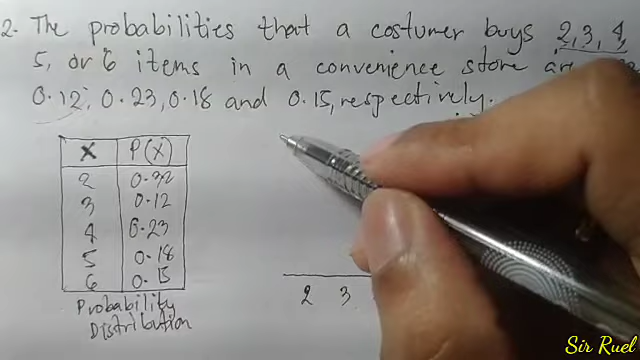 2. The probabilities that a costumer buys 2, 3, 4,
5, or 6 items in a convenience store are
0.12, 0.23, 0.18 and 0.15, respectively.
X P(X)
2 0.32
3 0.12
4 0.23
5 0.18
6 0.15
Probability
Distribution
2 3
Sir Ruel